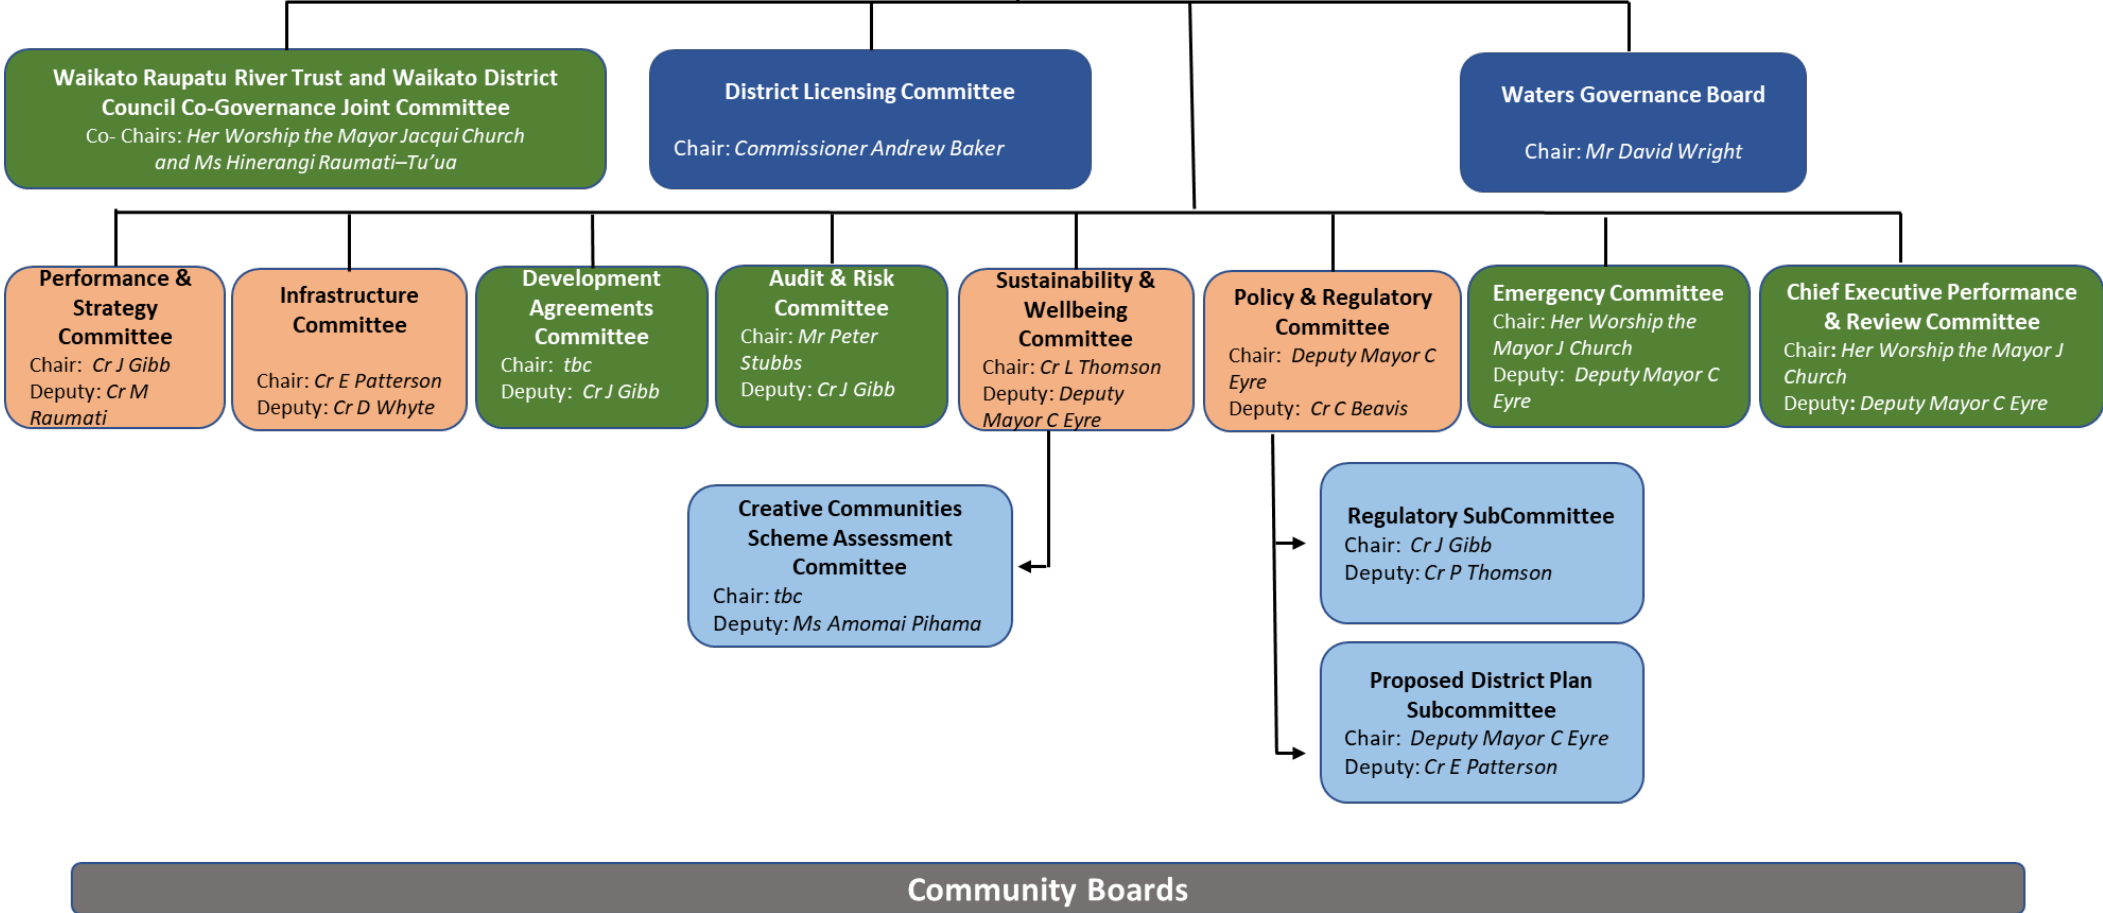 Waikato Raupatu River Trust and Waikato District
Council Co-Governance Joint Committee
Co- Chairs: Her Worship the Mayor Jacqui Church
and Ms Hinerangi Raumati–Tu’ua
District Licensing Committee
Chair: Commissioner Andrew Baker
Waters Governance Board
Chair: Mr David Wright
Performance &
Strategy
Committee
Chair: Cr J Gibb
Deputy: Cr M
Raumati
Infrastructure
Committee
Chair: Cr E Patterson
Deputy: Cr D Whyte
Development
Agreements
Committee
Chair: tbc
Deputy: Cr J Gibb
Audit & Risk
Committee
Chair: Mr Peter
Stubbs
Deputy: Cr J Gibb
Sustainability &
Wellbeing
Committee
Chair: Cr L Thomson
Deputy: Deputy
Mayor C Eyre
Policy & Regulatory
Committee
Chair: Deputy Mayor C
Eyre
Deputy: Cr C Beavis
Emergency Committee
Chair: Her Worship the
Mayor J Church
Deputy: Deputy Mayor C
Eyre
Chief Executive Performance
& Review Committee
Chair: Her Worship the Mayor J
Church
Deputy: Deputy Mayor C Eyre
Creative Communities
Scheme Assessment
Committee
Chair: tbc
Deputy: Ms Amomai Pihama
Regulatory SubCommittee
Chair: Cr J Gibb
Deputy: Cr P Thomson
Proposed District Plan
Subcommittee
Chair: Deputy Mayor C Eyre
Deputy: Cr E Patterson
Community Boards